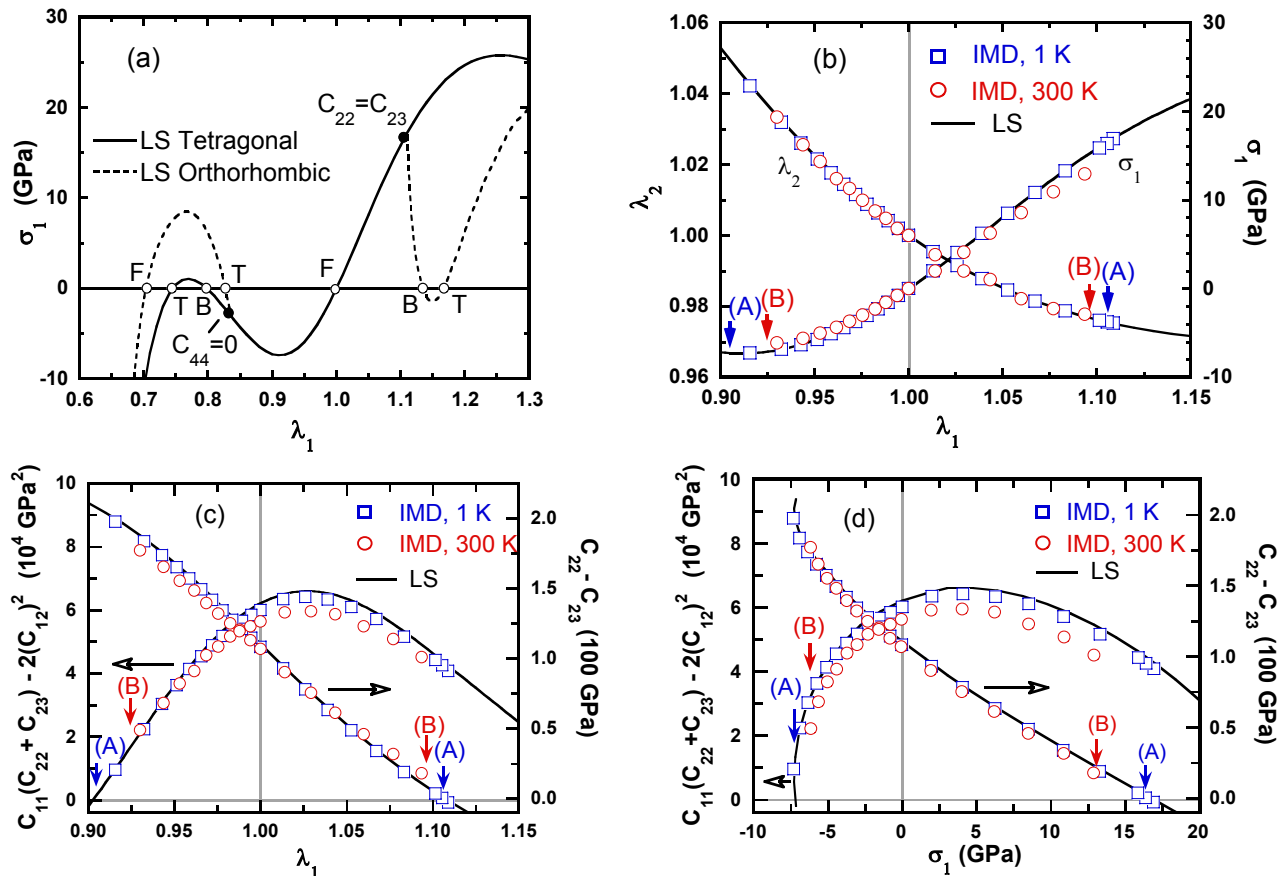 (a)
30
20
10
0
-10
σ₁ (GPa)
C₂₂=C₂₃
LS Tetragonal
LS Orthorhombic
F
T
F
T
B
B
T
C₄₄=0
0.6 0.7 0.8 0.9 1.0 1.1 1.2 1.3
λ₁
(b)
1.06
1.04
1.02
1.00
0.98
0.96
λ₂
IMD, 1 K
IMD, 300 K
LS
λ₂
σ₁
(A)
(B)
(B)
(A)
30
20
10
0
-10
σ₁ (GPa)
0.90 0.95 1.00 1.05 1.10 1.15
λ₁
(c)
10
8
6
4
2
0
C₁₁(C₂₂ + C₂₃) - 2(C₁₂)² (10⁴ GPa²)
IMD, 1 K
IMD, 300 K
LS
(B)
(A)
(B)
(A)
2.0
1.5
1.0
0.5
0.0
C₂₂ - C₂₃ (100 GPa)
0.90 0.95 1.00 1.05 1.10 1.15
λ₁
(d)
10
8
6
4
2
0
C₁₁(C₂₂ +C₂₃) - 2(C₁₂)² (10⁴ GPa²)
IMD, 1 K
IMD, 300 K
LS
(B)
(A)
(B)
(A)
2.0
1.5
1.0
0.5
0.0
C₂₂ - C₂₃ (100 GPa)
-10 -5 0 5 10 15 20
σ₁ (GPa)